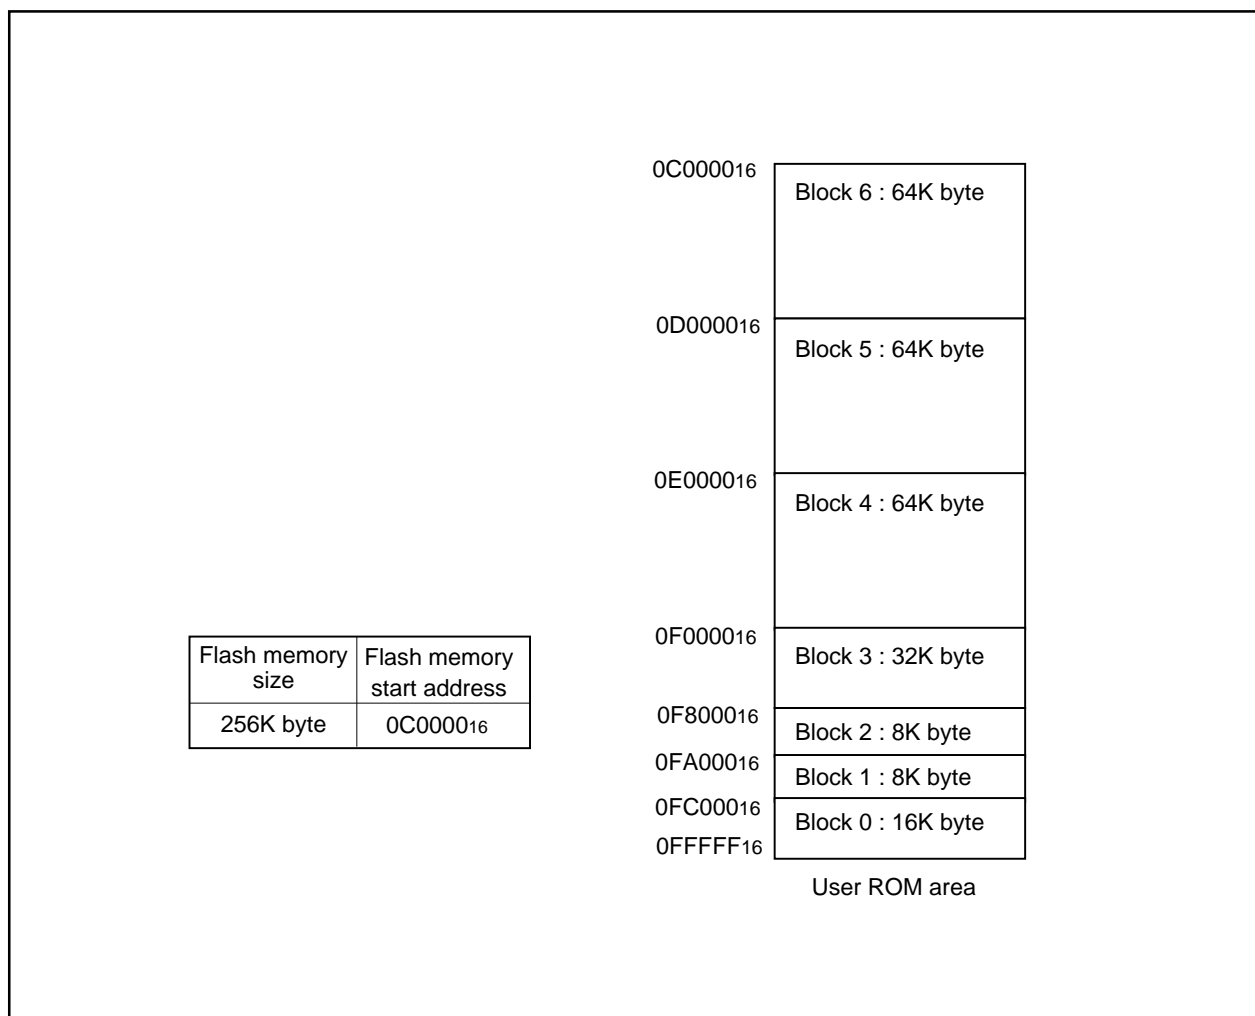 0C000016
Block 6 : 64K byte
0D000016
Block 5 : 64K byte
0E000016
Block 4 : 64K byte
0F000016
Block 3 : 32K byte
Flash memory size
Flash memory start address
256K byte
0C000016
0F800016
Block 2 : 8K byte
0FA00016
Block 1 : 8K byte
0FC00016
Block 0 : 16K byte
0FFFFF16
User ROM area